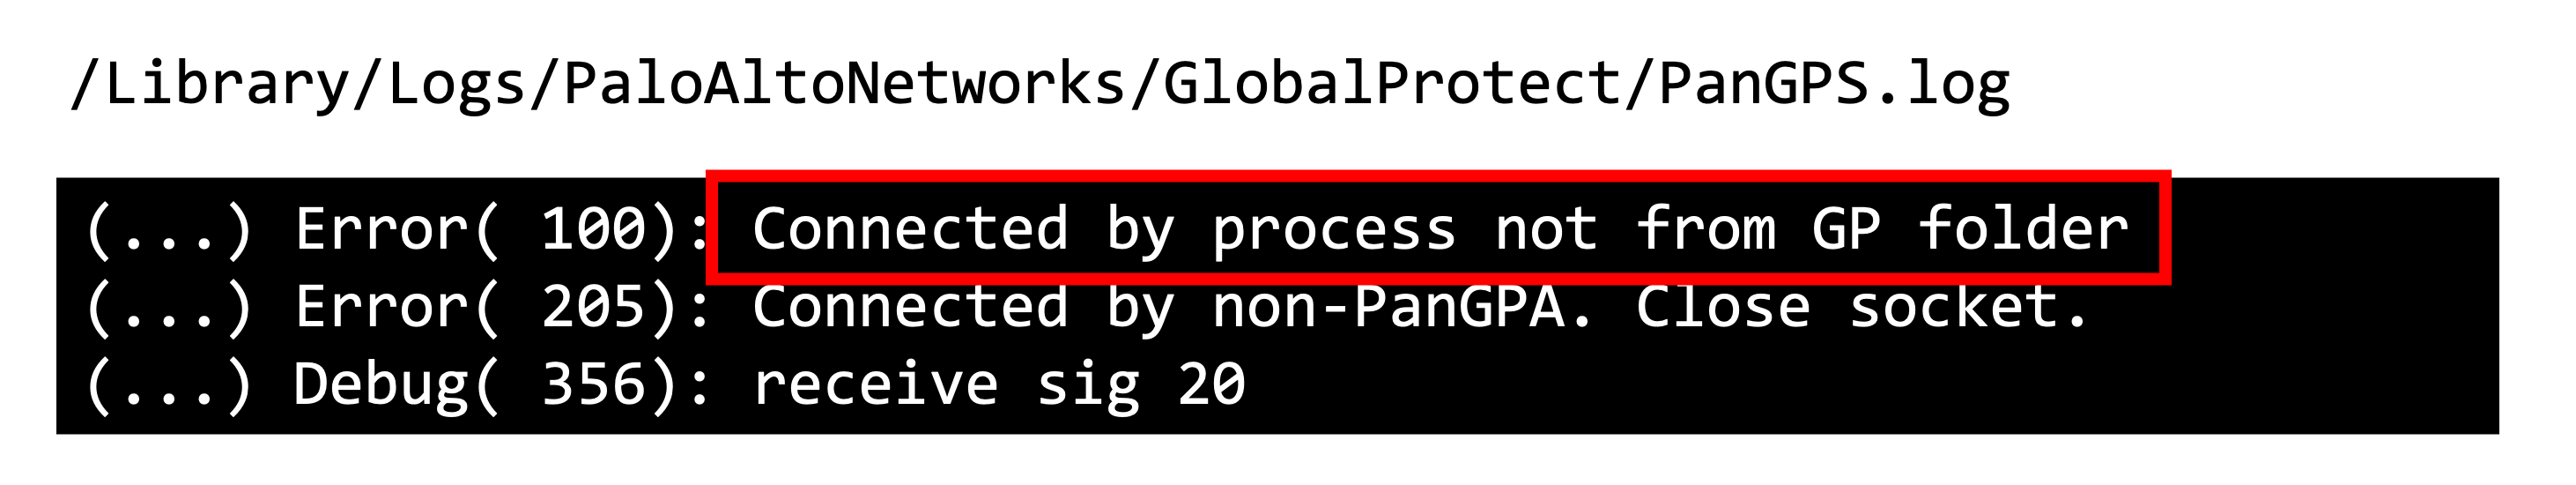 /Library/Logs/PaloAltoNetworks/GlobalProtect/PanGPS.log
(...) Error( 100): Connected by process not from GP folder
(...) Error( 205): Connected by non-PanGPA. Close socket.
(...) Debug( 356): receive sig 20